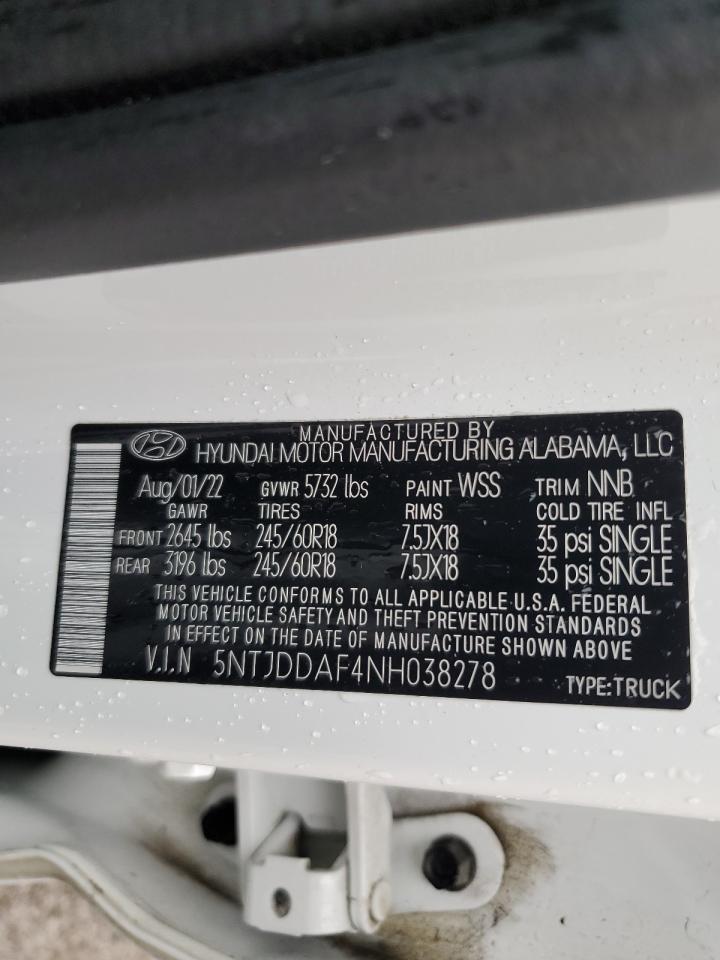 MANUFACTURED BY
HYUNDAI MOTOR MANUFACTURING ALABAMA, LLC
Aug/01/22 GVWR 5732 lbs PAINT WSS TRIM NNB
GAWR TIRES RIMS COLD TIRE INFL
FRONT 2645 lbs 245/60R18 7.5JX18 35 psi SINGLE
REAR 3196 lbs 245/60R18 7.5JX18 35 psi SINGLE
THIS VEHICLE CONFORMS TO ALL APPLICABLE U.S.A. FEDERAL
MOTOR VEHICLE SAFETY AND THEFT PREVENTION STANDARDS
IN EFFECT ON THE DATE OF MANUFACTURE SHOWN ABOVE
V.I.N 5NTJDDAF4NH038278 TYPE:TRUCK